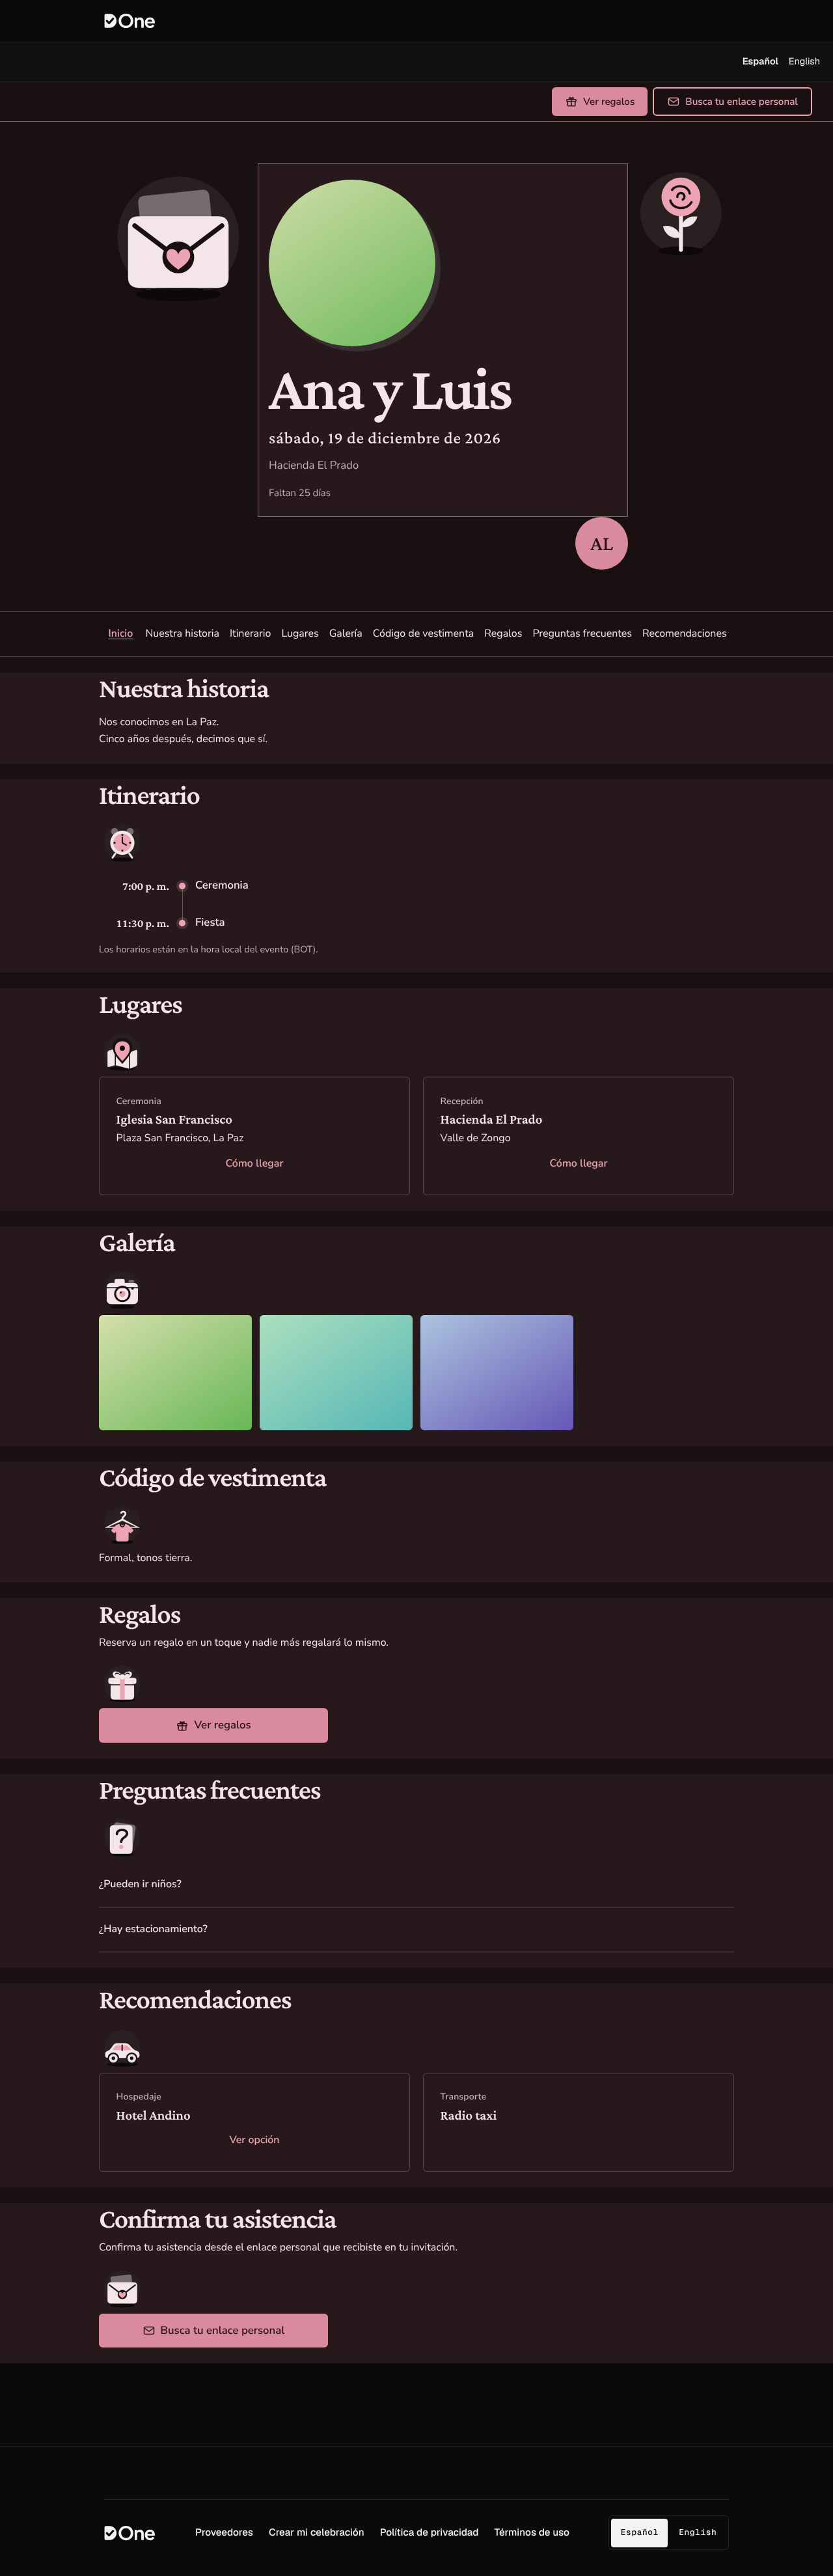 DOne
Español English
Ver regalos Busca tu enlace personal
Ana y Luis
sábado, 19 de diciembre de 2026
Hacienda El Prado
Faltan 25 días
AL
Inicio Nuestra historia Itinerario Lugares Galería Código de vestimenta Regalos Preguntas frecuentes Recomendaciones
Nuestra historia
Nos conocimos en La Paz.
Cinco años después, decimos que sí.
Itinerario
7:00 p. m. Ceremonia
11:30 p. m. Fiesta
Los horarios están en la hora local del evento (BOT).
Lugares
Ceremonia
Iglesia San Francisco
Plaza San Francisco, La Paz
Cómo llegar
Recepción
Hacienda El Prado
Valle de Zongo
Cómo llegar
Galería
Código de vestimenta
Formal, tonos tierra.
Regalos
Reserva un regalo en un toque y nadie más regalará lo mismo.
Ver regalos
Preguntas frecuentes
?
¿Pueden ir niños?
¿Hay estacionamiento?
Recomendaciones
Hospedaje
Hotel Andino
Ver opción
Transporte
Radio taxi
Confirma tu asistencia
Confirma tu asistencia desde el enlace personal que recibiste en tu invitación.
Busca tu enlace personal
DOne Proveedores Crear mi celebración Política de privacidad Términos de uso Español English